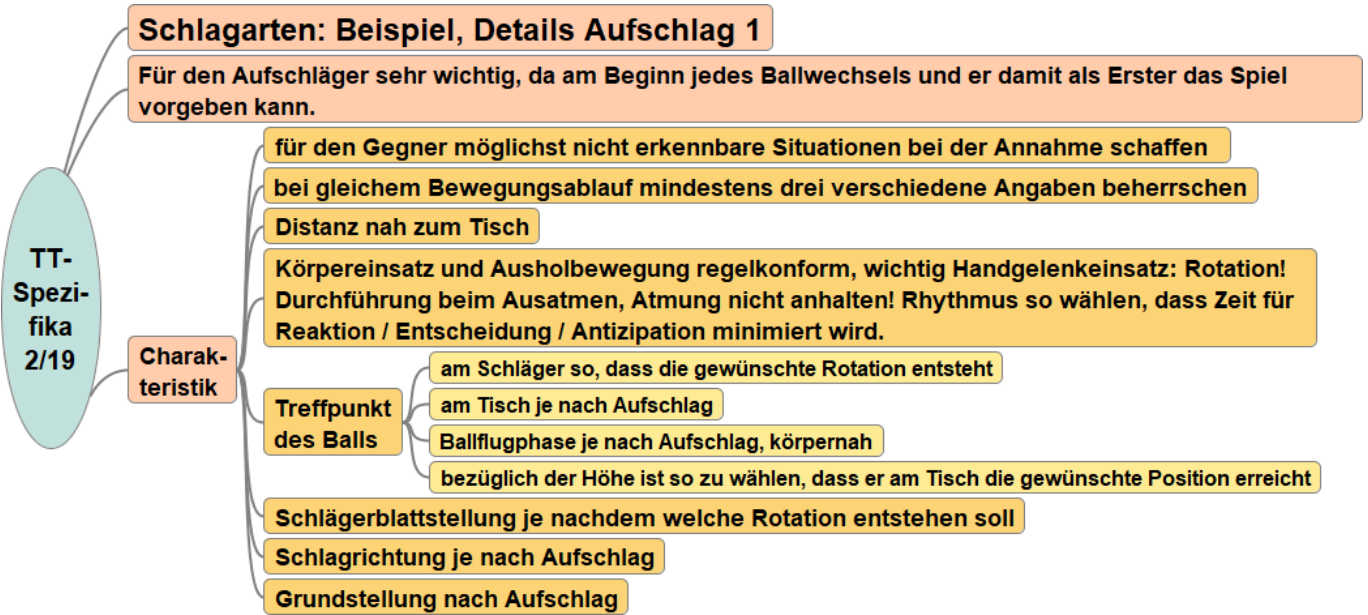 Schlagarten: Beispiel, Details Aufschlag 1
Für den Aufschläger sehr wichtig, da am Beginn jedes Ballwechsels und er damit als Erster das Spiel
vorgeben kann.
TT-
Spezi-
fika
2/19
Charak-
teristik
für den Gegner möglichst nicht erkennbare Situationen bei der Annahme schaffen
bei gleichem Bewegungsablauf mindestens drei verschiedene Angaben beherrschen
Distanz nah zum Tisch
Körpereinsatz und Ausholbewegung regelkonform, wichtig Handgelenkeinsatz: Rotation!
Durchführung beim Ausatmen, Atmung nicht anhalten! Rhythmus so wählen, dass Zeit für
Reaktion / Entscheidung / Antizipation minimiert wird.
Treffpunkt
des Balls
am Schläger so, dass die gewünschte Rotation entsteht
am Tisch je nach Aufschlag
Ballflugphase je nach Aufschlag, körpernah
bezüglich der Höhe ist so zu wählen, dass er am Tisch die gewünschte Position erreicht
Schlägerblattstellung je nachdem welche Rotation entstehen soll
Schlagrichtung je nach Aufschlag
Grundstellung nach Aufschlag